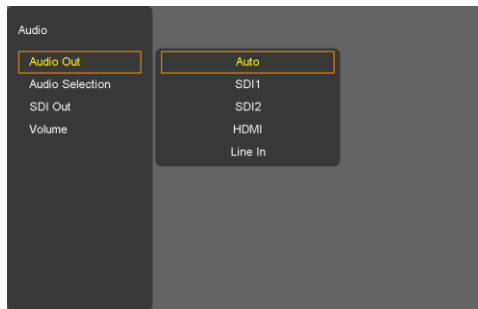 Audio
Audio Out
Audio Selection
SDI Out
Volume
Auto
SDI1
SDI2
HDMI
Line In